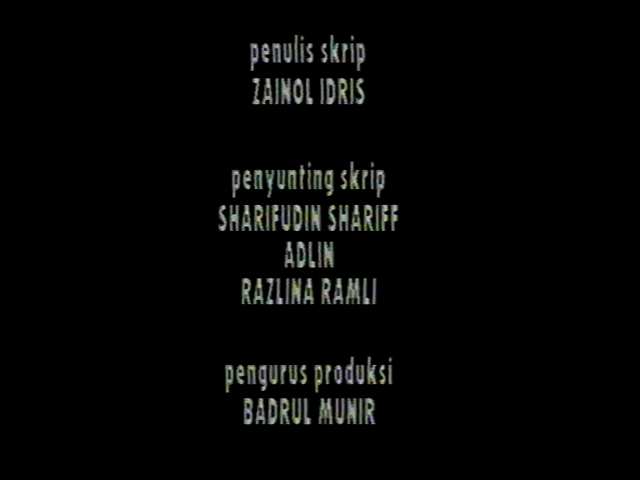 penulis skrip
ZAINOL IDRIS
penyunting skrip
SHARIFUDIN SHARIFF
ADLIN
RAZLINA RAMLI
pengurus produksi
BADRUL MUNIR